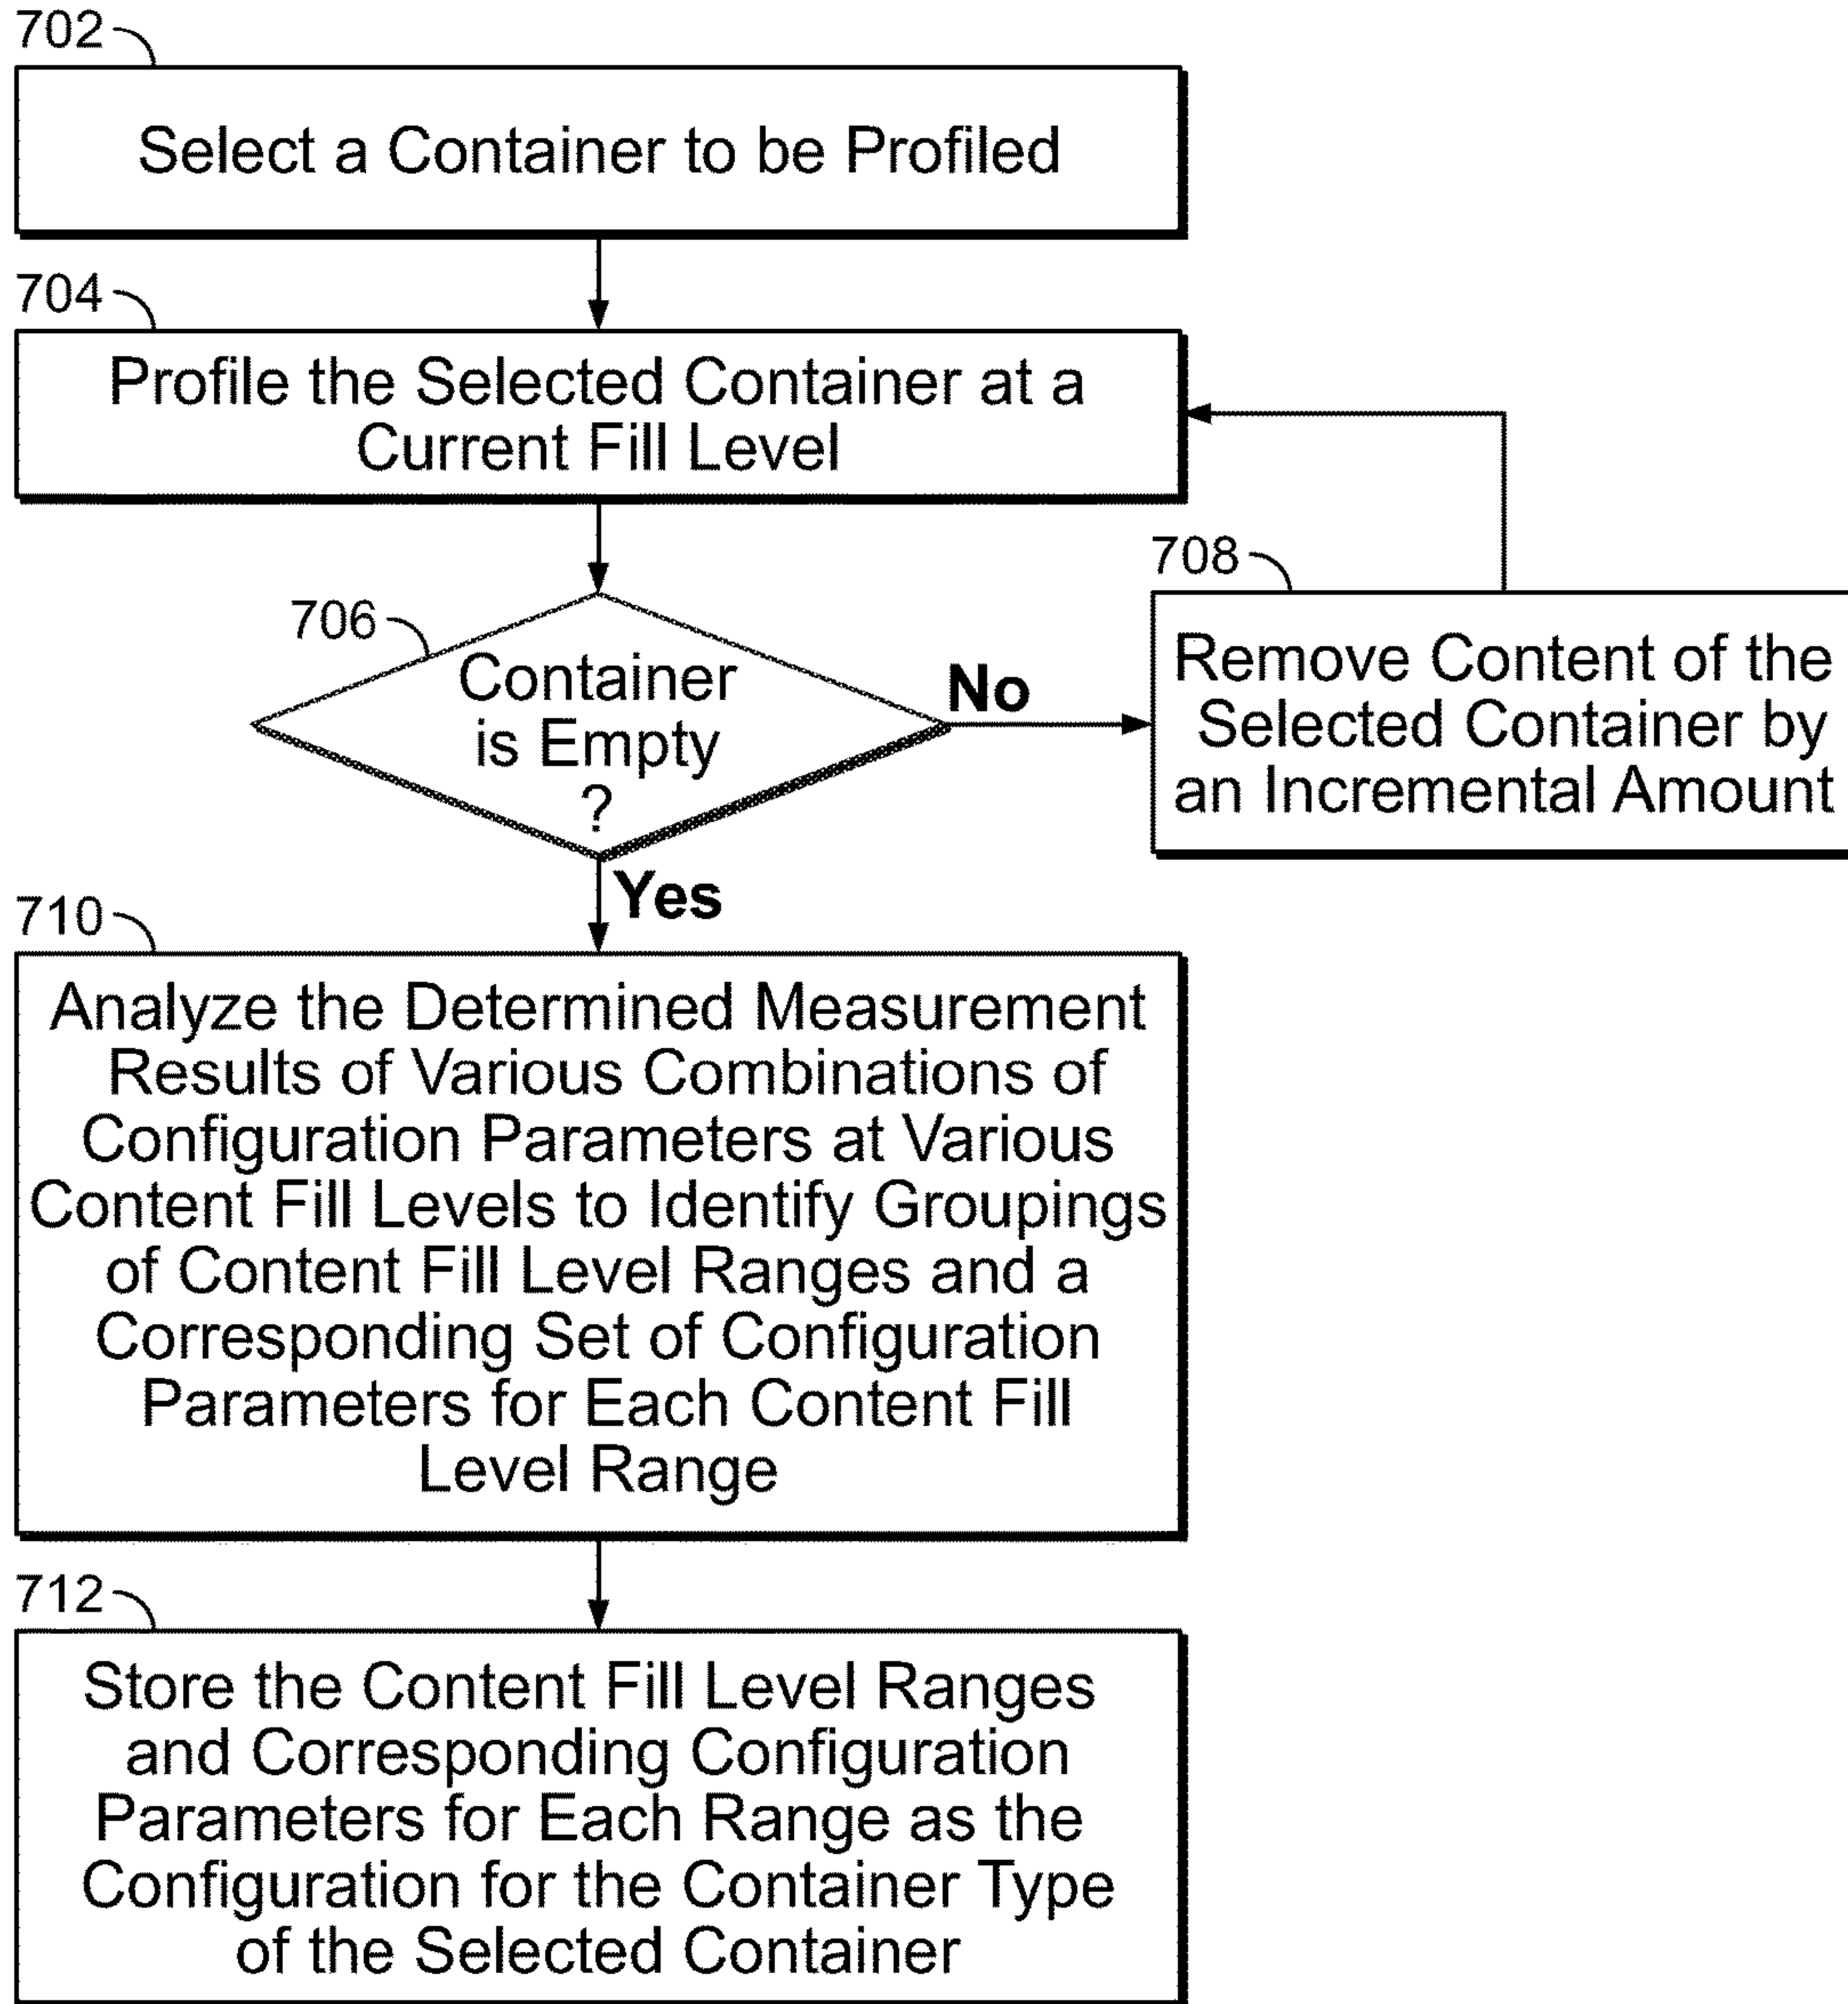 702
Select a Container to be Profiled
704
Profile the Selected Container at a
Current Fill Level
706
Container
is Empty
?
No
708
Remove Content of the
Selected Container by
an Incremental Amount
Yes
710
Analyze the Determined Measurement
Results of Various Combinations of
Configuration Parameters at Various
Content Fill Levels to Identify Groupings
of Content Fill Level Ranges and a
Corresponding Set of Configuration
Parameters for Each Content Fill
Level Range
712
Store the Content Fill Level Ranges
and Corresponding Configuration
Parameters for Each Range as the
Configuration for the Container Type
of the Selected Container